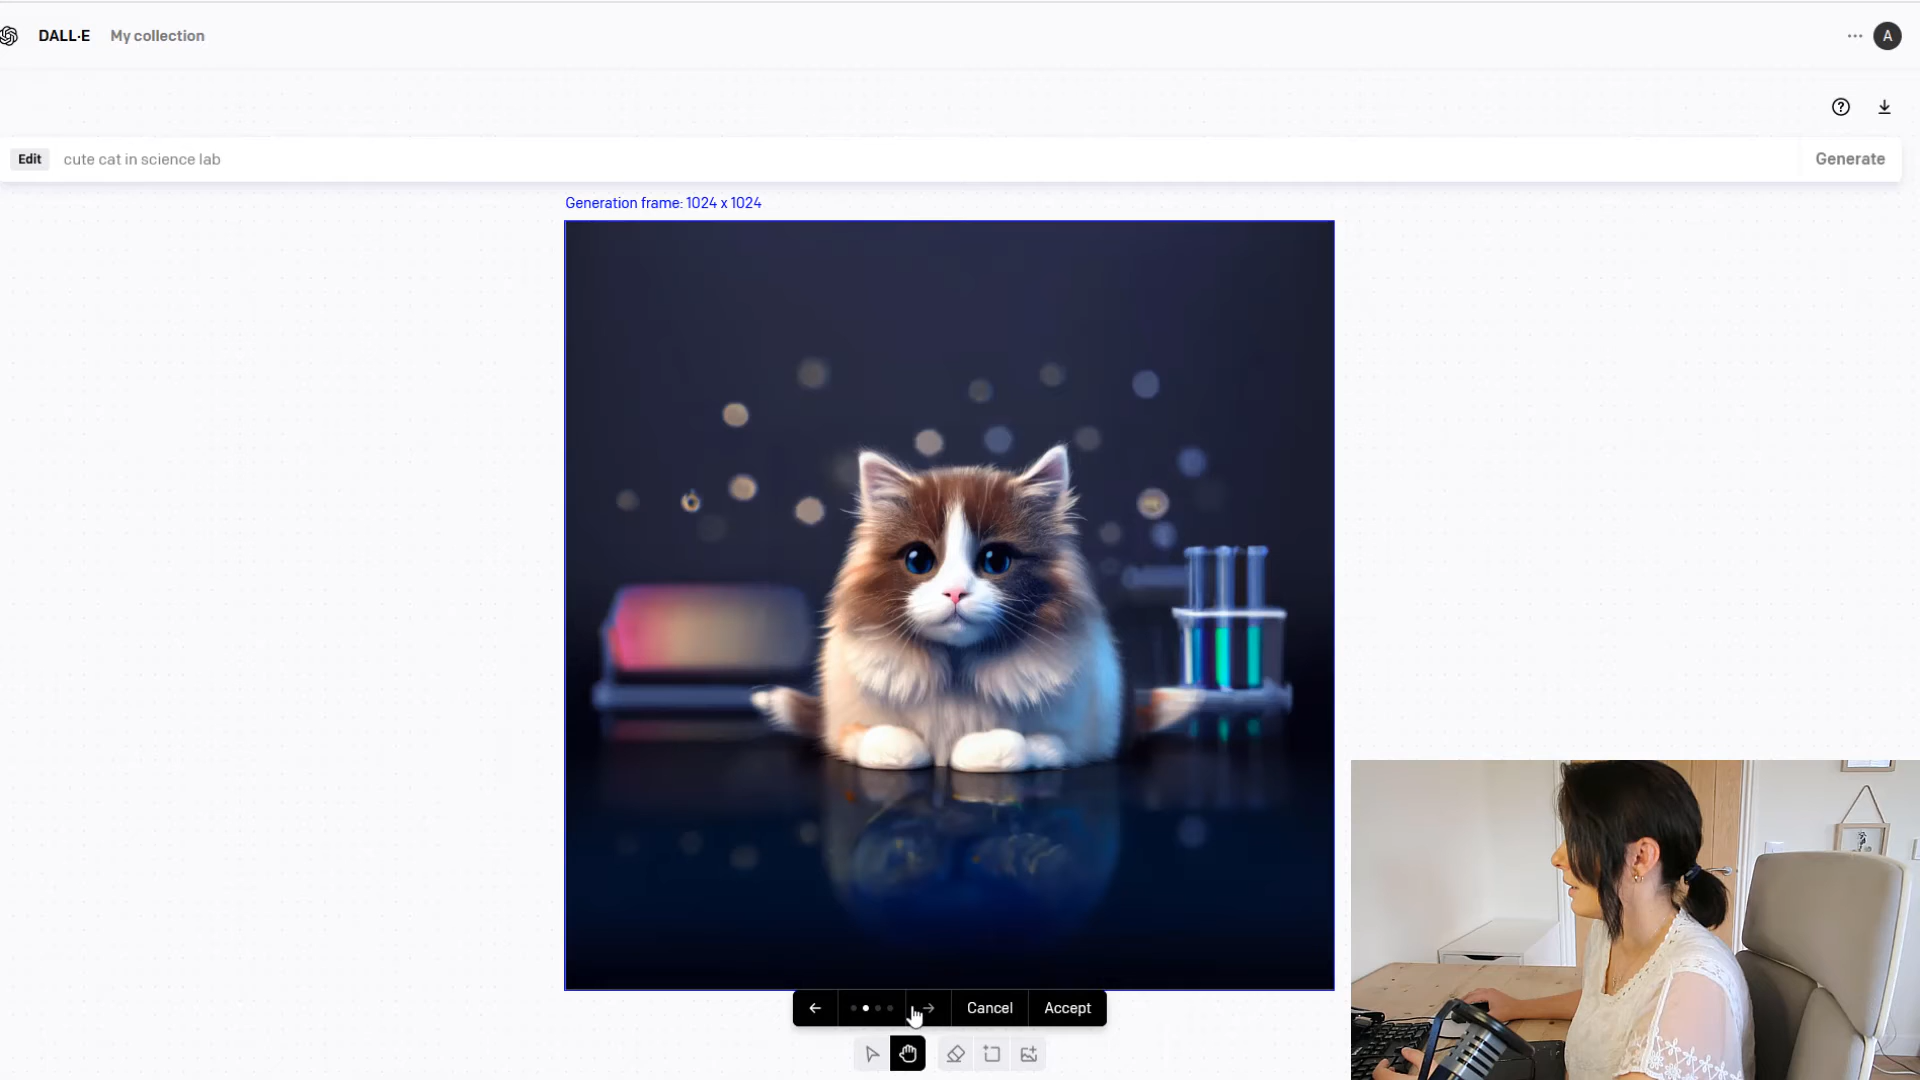 DALL·E My collection
A
Edit cute cat in science lab Generate
Generation frame: 1024 x 1024
Cancel Accept